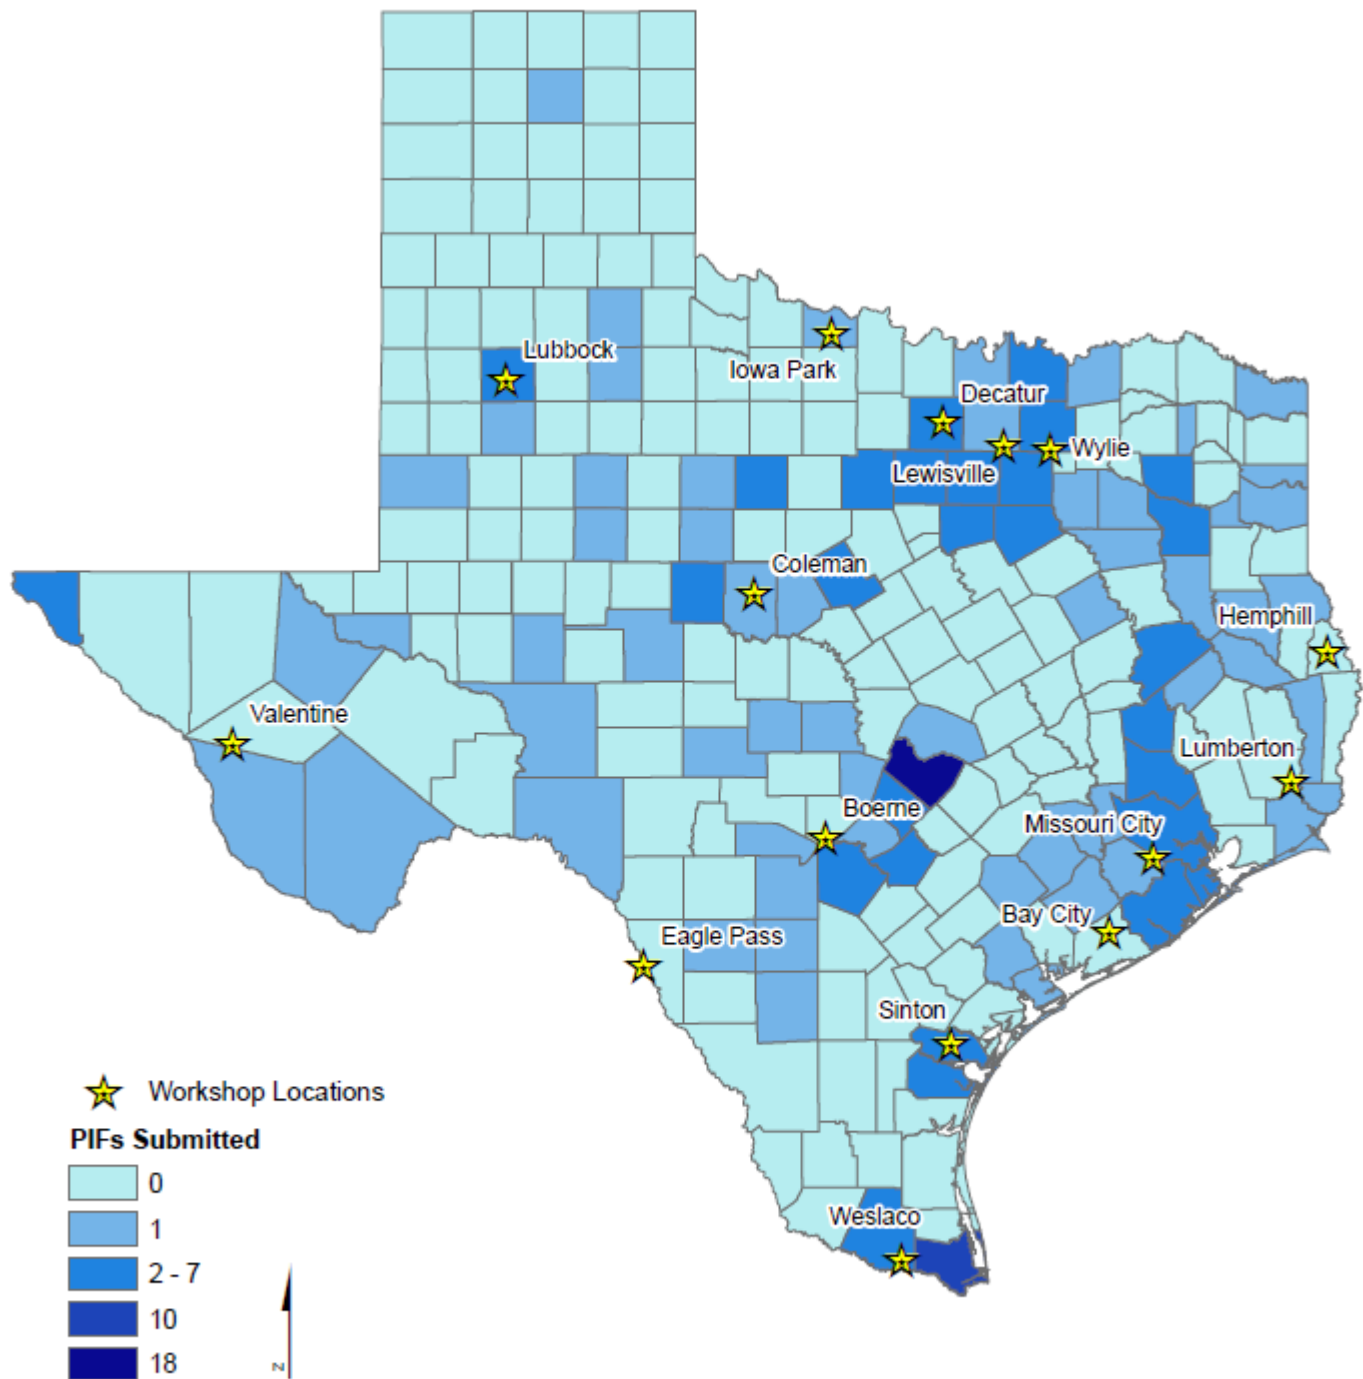 Lubbock
Iowa Park
Decatur
Wylie
Lewisville
Coleman
Hemphill
Valentine
Lumberton
Boerne
Missouri City
Bay City
Eagle Pass
Sinton
Workshop Locations
PIFs Submitted
0
1
Weslaco
2 - 7
10
18
z